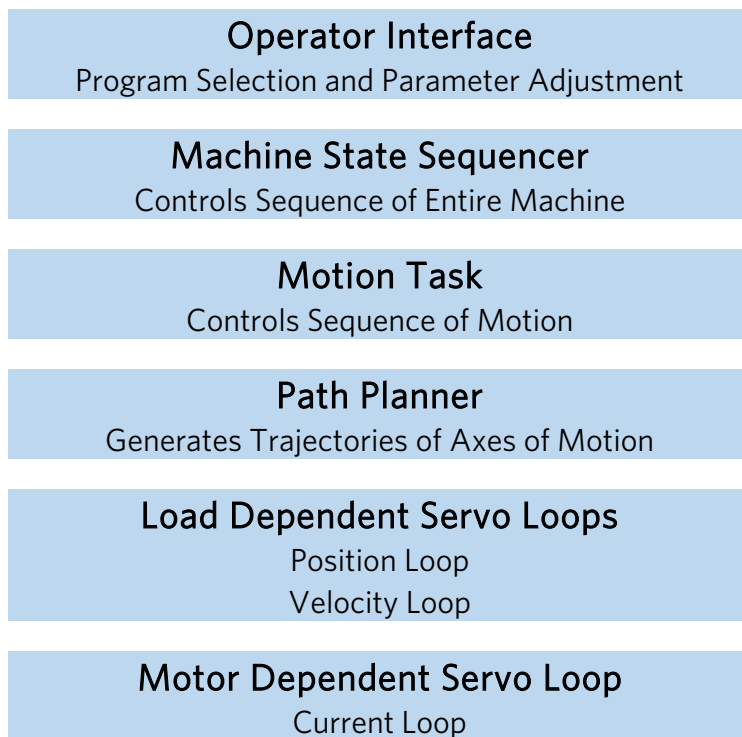 Operator Interface
Program Selection and Parameter Adjustment
Machine State Sequencer
Controls Sequence of Entire Machine
Motion Task
Controls Sequence of Motion
Path Planner
Generates Trajectories of Axes of Motion
Load Dependent Servo Loops
Position Loop
Velocity Loop
Motor Dependent Servo Loop
Current Loop